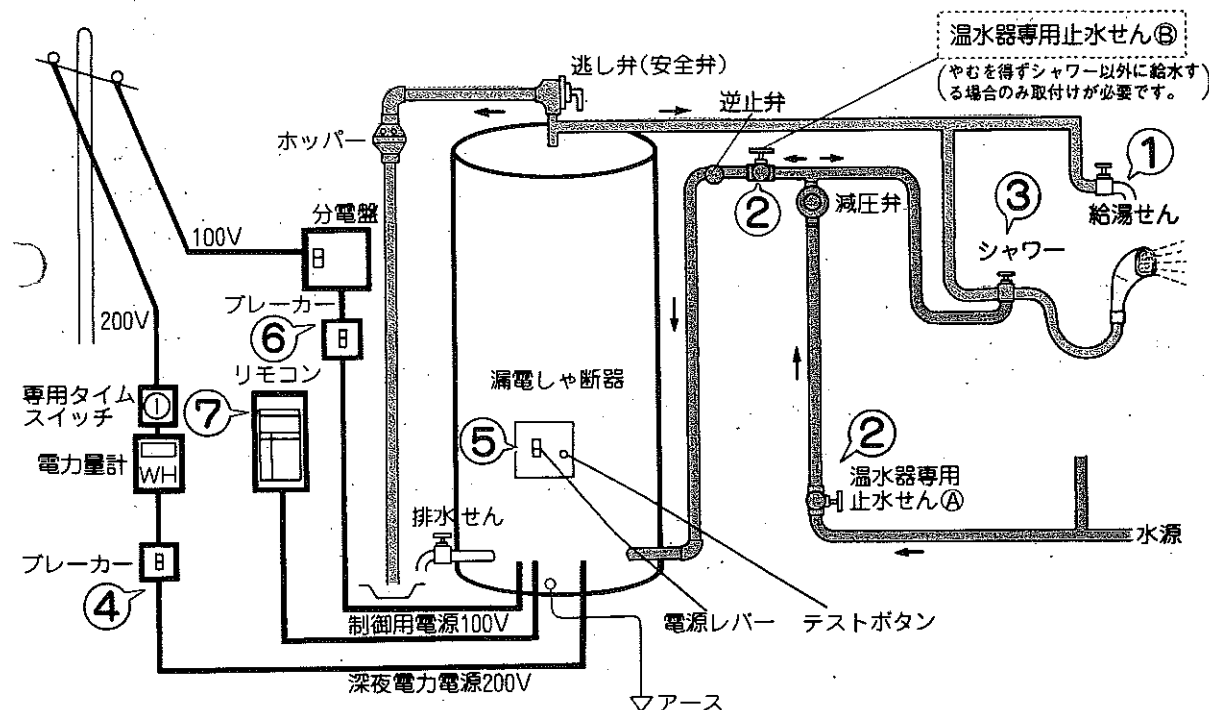 温水器専用止水せんⒷ
(やむを得ずシャワー以外に給水す
る場合のみ取付けが必要です。)
逃し弁(安全弁)
逆止弁
ホッパー
①
②
減圧弁
③
給湯せん
シャワー
分電盤
100V
ブレーカー
⑥
200V
リモコン
専用タイム
スイッチ
⑦
漏電しゃ断器
⑤
②
電力量計
WH
温水器専用
止水せんⒶ
排水せん
水源
ブレーカー
④
電源レバー
テストボタン
制御用電源100V
深夜電力電源200V
アース